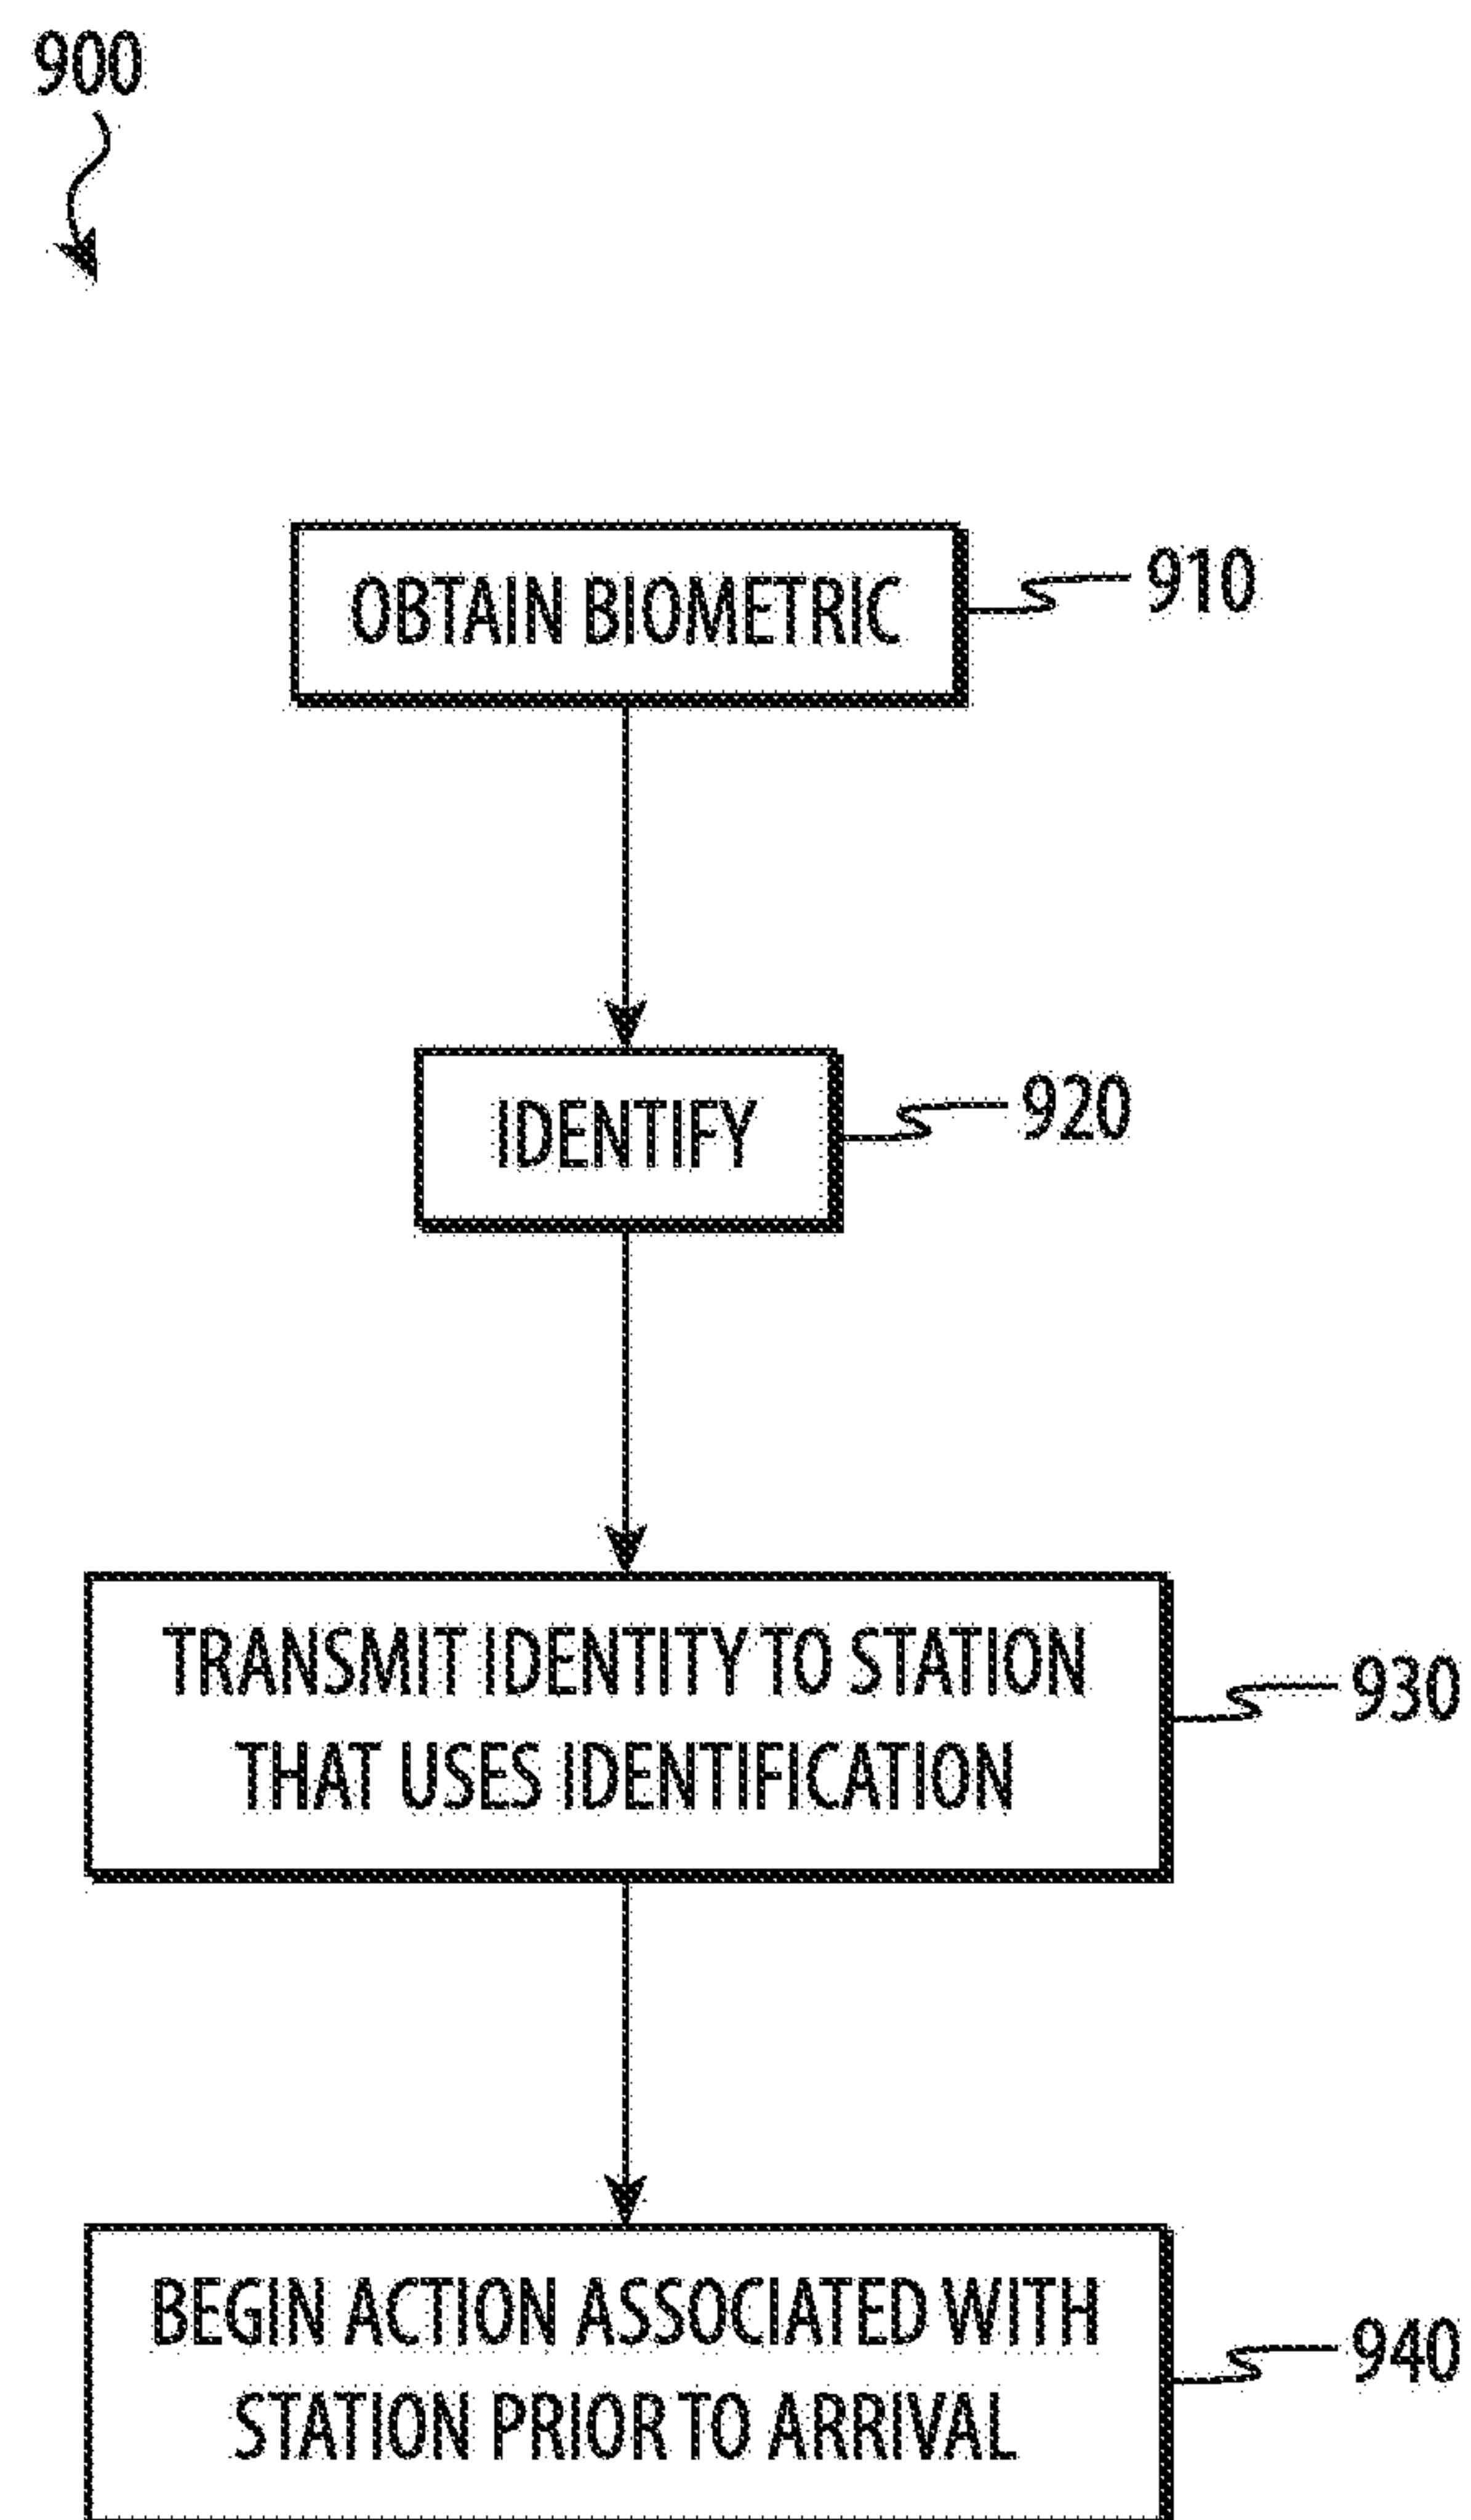 900
OBTAIN BIOMETRIC
910
IDENTIFY
920
TRANSMIT IDENTITY TO STATION
THAT USES IDENTIFICATION
930
BEGIN ACTION ASSOCIATED WITH
STATION PRIOR TO ARRIVAL
940